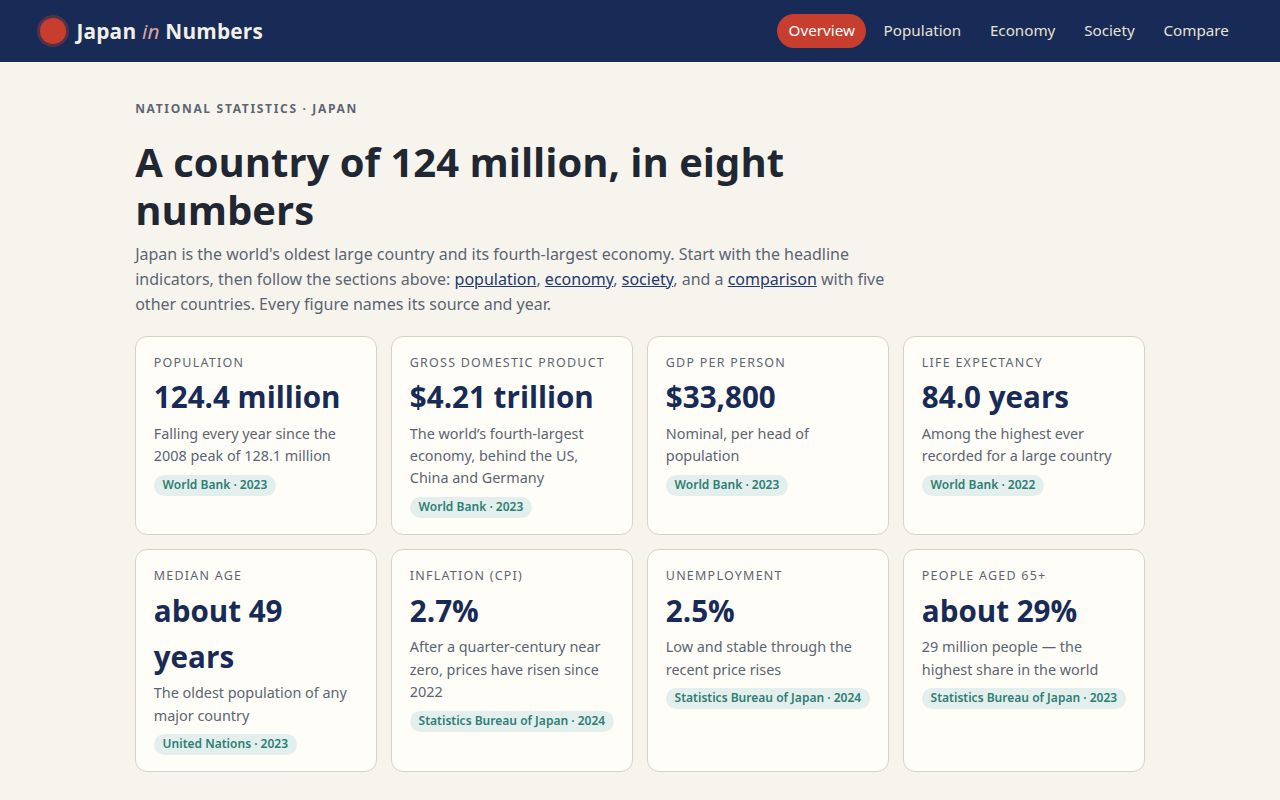 Japan in Numbers
Overview
Population
Economy
Society
Compare
NATIONAL STATISTICS · JAPAN
A country of 124 million, in eight
numbers
Japan is the world's oldest large country and its fourth-largest economy. Start with the headline
indicators, then follow the sections above: population, economy, society, and a comparison with five
other countries. Every figure names its source and year.
POPULATION
124.4 million
Falling every year since the
2008 peak of 128.1 million
World Bank · 2023
GROSS DOMESTIC PRODUCT
$4.21 trillion
The world’s fourth-largest
economy, behind the US,
China and Germany
World Bank · 2023
GDP PER PERSON
$33,800
Nominal, per head of
population
World Bank · 2023
LIFE EXPECTANCY
84.0 years
Among the highest ever
recorded for a large country
World Bank · 2022
MEDIAN AGE
about 49
years
The oldest population of any
major country
United Nations · 2023
INFLATION (CPI)
2.7%
After a quarter-century near
zero, prices have risen since
2022
Statistics Bureau of Japan · 2024
UNEMPLOYMENT
2.5%
Low and stable through the
recent price rises
Statistics Bureau of Japan · 2024
PEOPLE AGED 65+
about 29%
29 million people — the
highest share in the world
Statistics Bureau of Japan · 2023